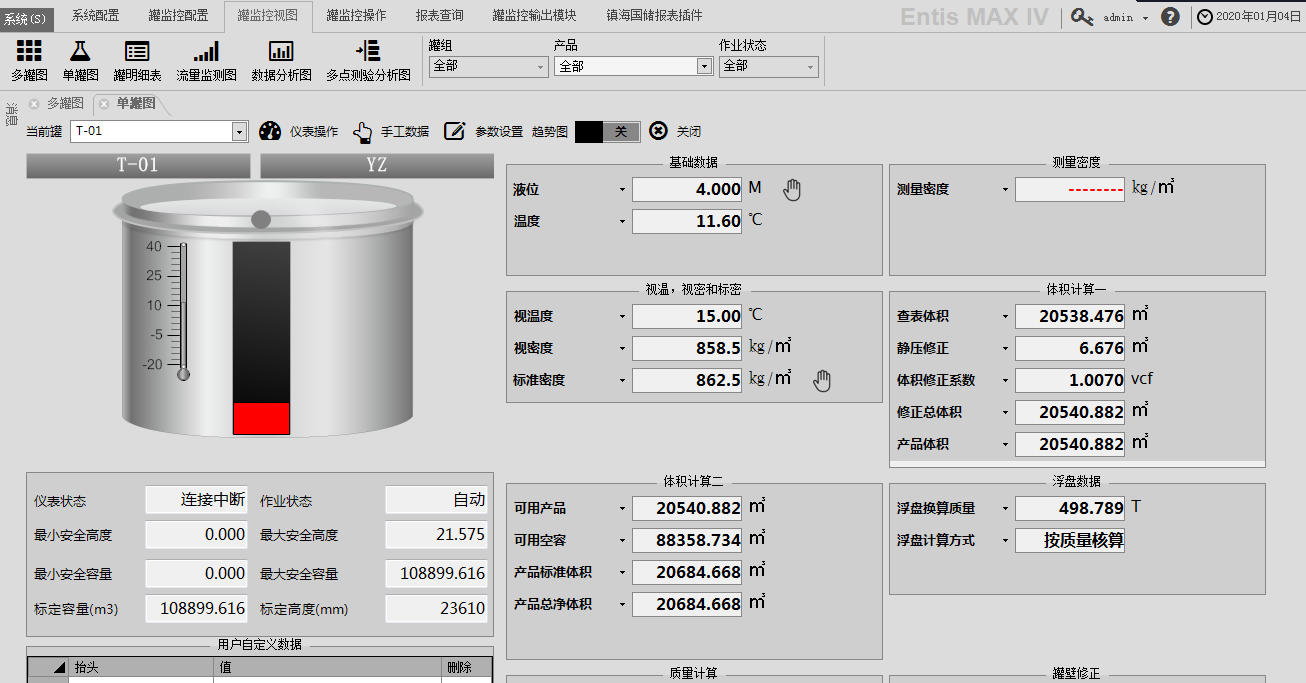 系统(S) 系统配置 罐监控配置 罐监控视图 罐监控操作 报表查询 罐监控输出模块 镇海国储报表插件 Entis MAX IV admin 2020年01月04日
多罐图 单罐图 罐明细表 流量监测图 数据分析图 多点测验分析图
罐组 产品 作业状态
全部 全部 全部
消息
多罐图 单罐图
当前罐 T-01 仪表操作 手工数据 参数设置 趋势图 关 关闭
T-01 YZ
40
25
10
-5
-20
基础数据
液位 4.000 M
温度 11.60 ℃
测量密度
测量密度 -------- kg/㎥
视温，视密和标密
视温度 15.00 ℃
视密度 858.5 kg/㎥
标准密度 862.5 kg/㎥
体积计算一
查表体积 20538.476 ㎥
静压修正 6.676 ㎥
体积修正系数 1.0070 vcf
修正总体积 20540.882 ㎥
产品体积 20540.882 ㎥
仪表状态 连接中断 作业状态 自动
最小安全高度 0.000 最大安全高度 21.575
最小安全容量 0.000 最大安全容量 108899.616
标定容量(m3) 108899.616 标定高度(mm) 23610
体积计算二
可用产品 20540.882 ㎥
可用空容 88358.734 ㎥
产品标准体积 20684.668 ㎥
产品总净体积 20684.668 ㎥
浮盘数据
浮盘换算质量 498.789 T
浮盘计算方式 按质量核算
用户自定义数据
抬头 值 删除
质量计算
罐壁修正